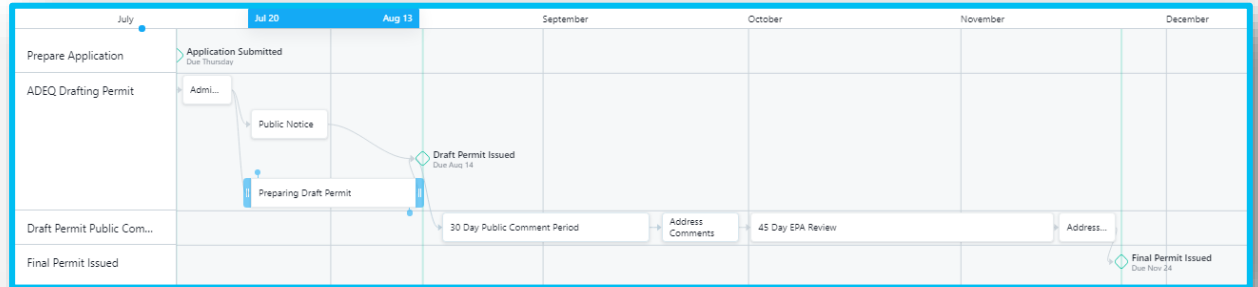 July Jul 20 Aug 13 September October November December
Prepare Application
Application Submitted
Due Thursday
ADEQ Drafting Permit
Admi...
Public Notice
Draft Permit Issued
Due Aug 14
Preparing Draft Permit
Draft Permit Public Com...
30 Day Public Comment Period
Address
Comments
45 Day EPA Review
Address...
Final Permit Issued
Final Permit Issued
Due Nov 24